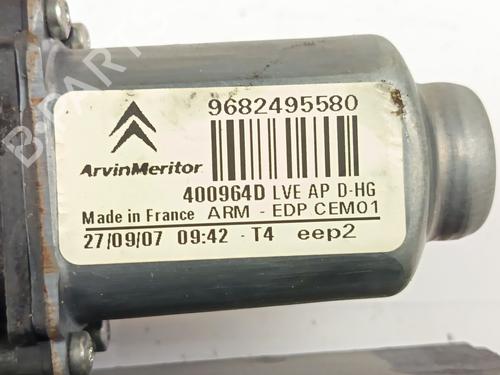 9682495580
ArvinMeritor
400964D LVE AP D-HG
Made in France ARM - EDP CEM01
27/09/07 09:42 - T4 eep2
B-PARTS